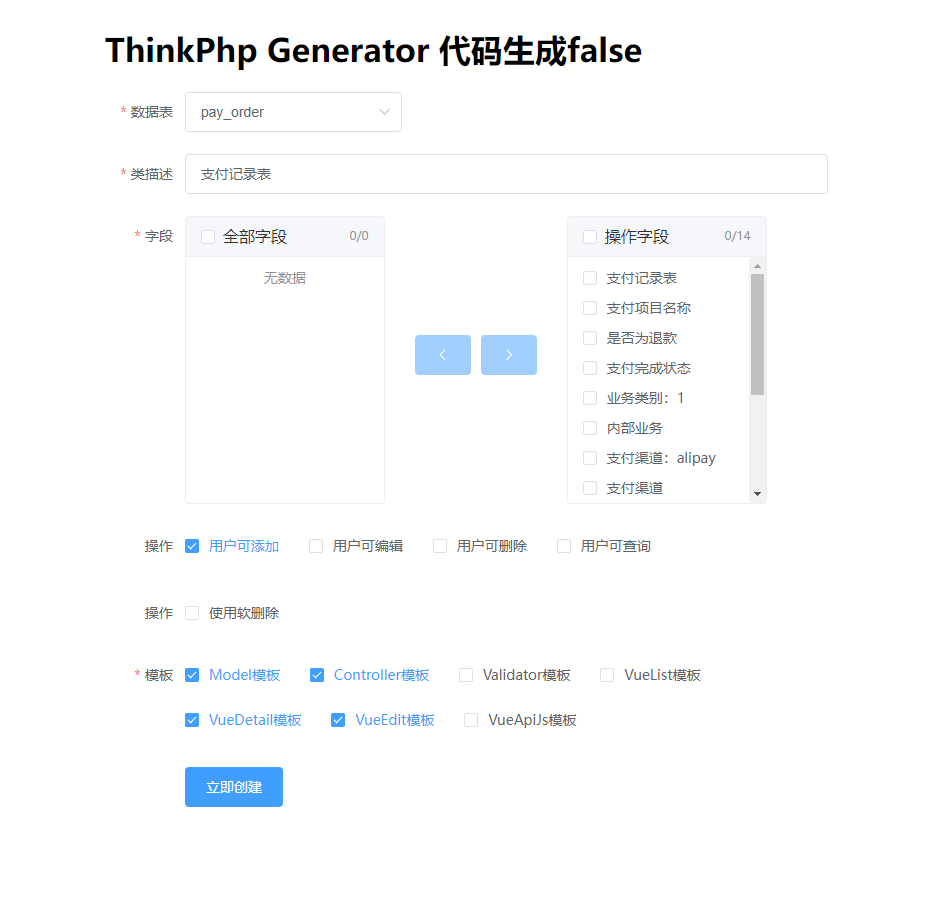 ThinkPhp Generator 代码生成false
* 数据表 pay_order
* 类描述 支付记录表
* 字段 全部字段 0/0 操作字段 0/14
无数据 支付记录表
支付项目名称
是否为退款
支付完成状态
业务类别：1
内部业务
支付渠道：alipay
支付渠道
操作 用户可添加 用户可编辑 用户可删除 用户可查询
操作 使用软删除
* 模板 Model模板 Controller模板 Validator模板 VueList模板
VueDetail模板 VueEdit模板 VueApiJs模板
立即创建